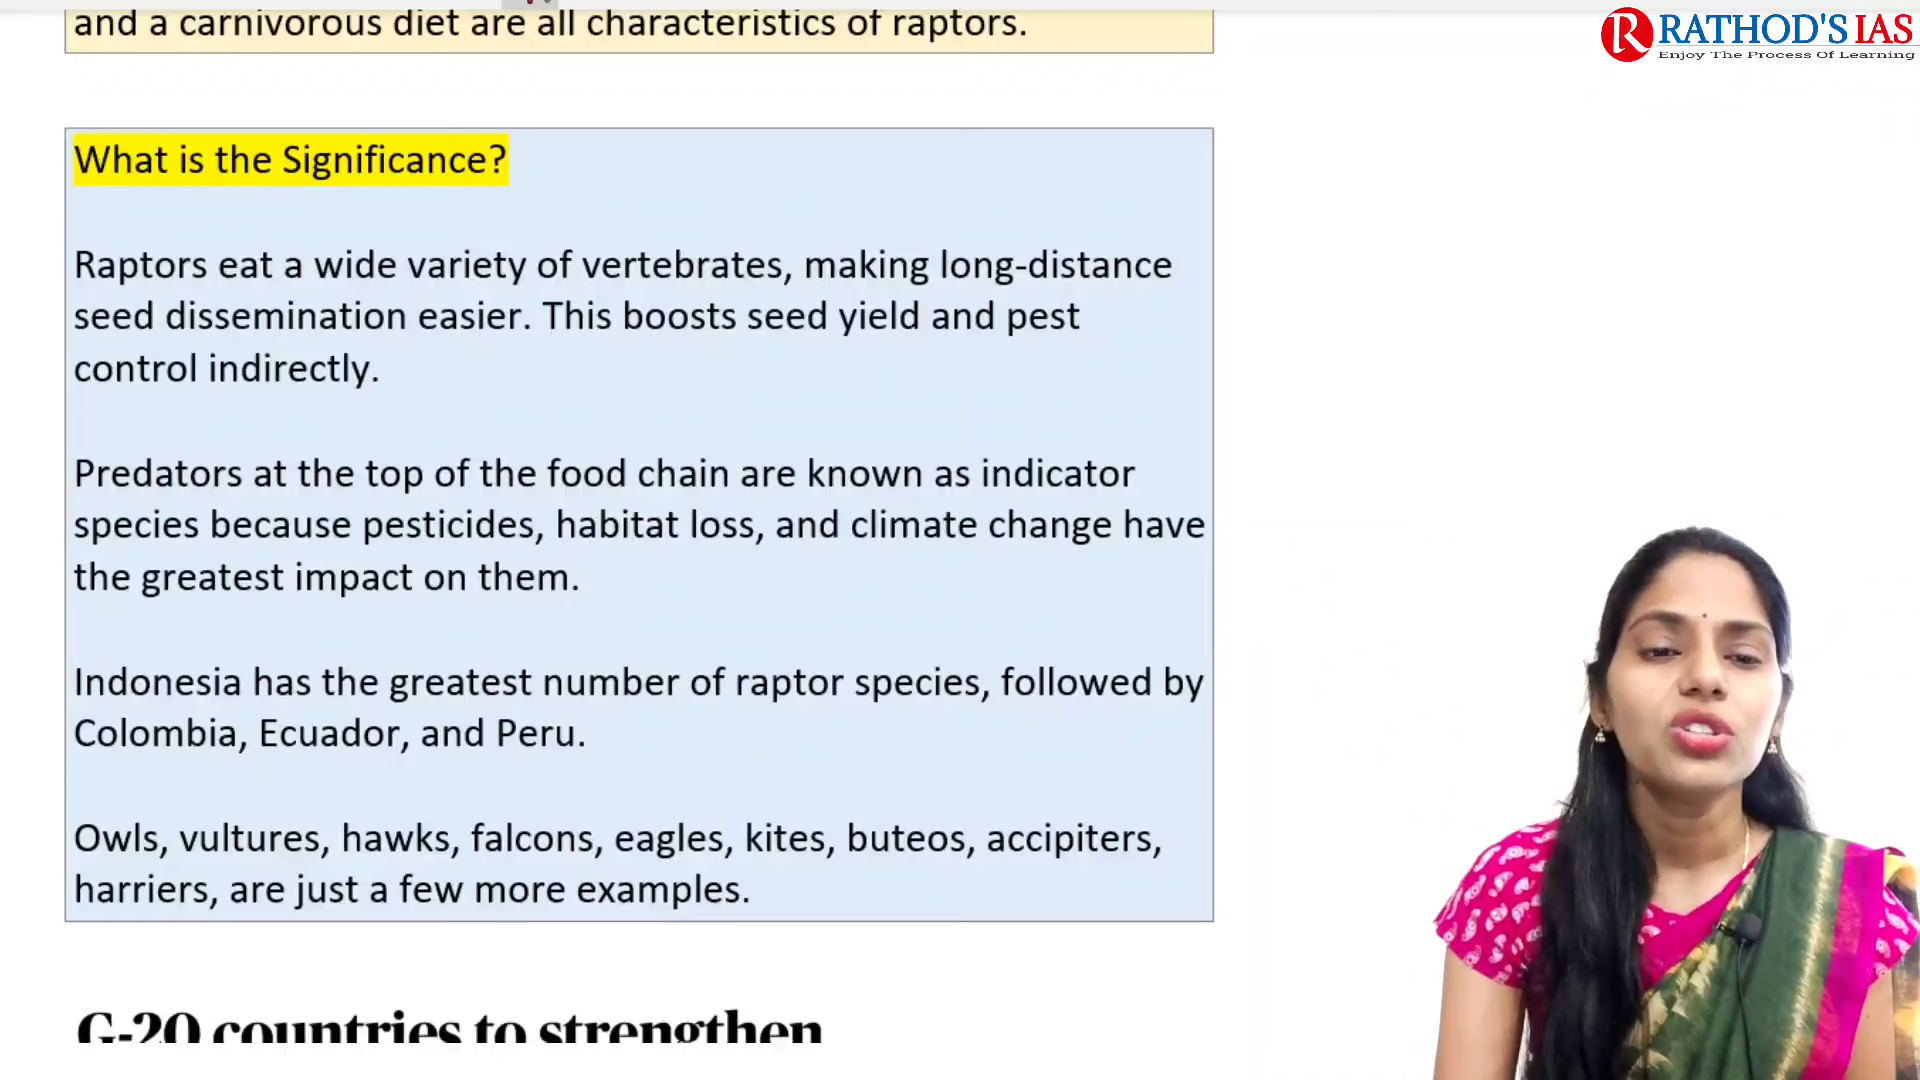 and a carnivorous diet are all characteristics of raptors.
R RATHOD'S IAS
Enjoy The Process Of Learning
What is the Significance?
Raptors eat a wide variety of vertebrates, making long-distance
seed dissemination easier. This boosts seed yield and pest
control indirectly.
Predators at the top of the food chain are known as indicator
species because pesticides, habitat loss, and climate change have
the greatest impact on them.
Indonesia has the greatest number of raptor species, followed by
Colombia, Ecuador, and Peru.
Owls, vultures, hawks, falcons, eagles, kites, buteos, accipiters,
harriers, are just a few more examples.
G-20 countries to strengthen